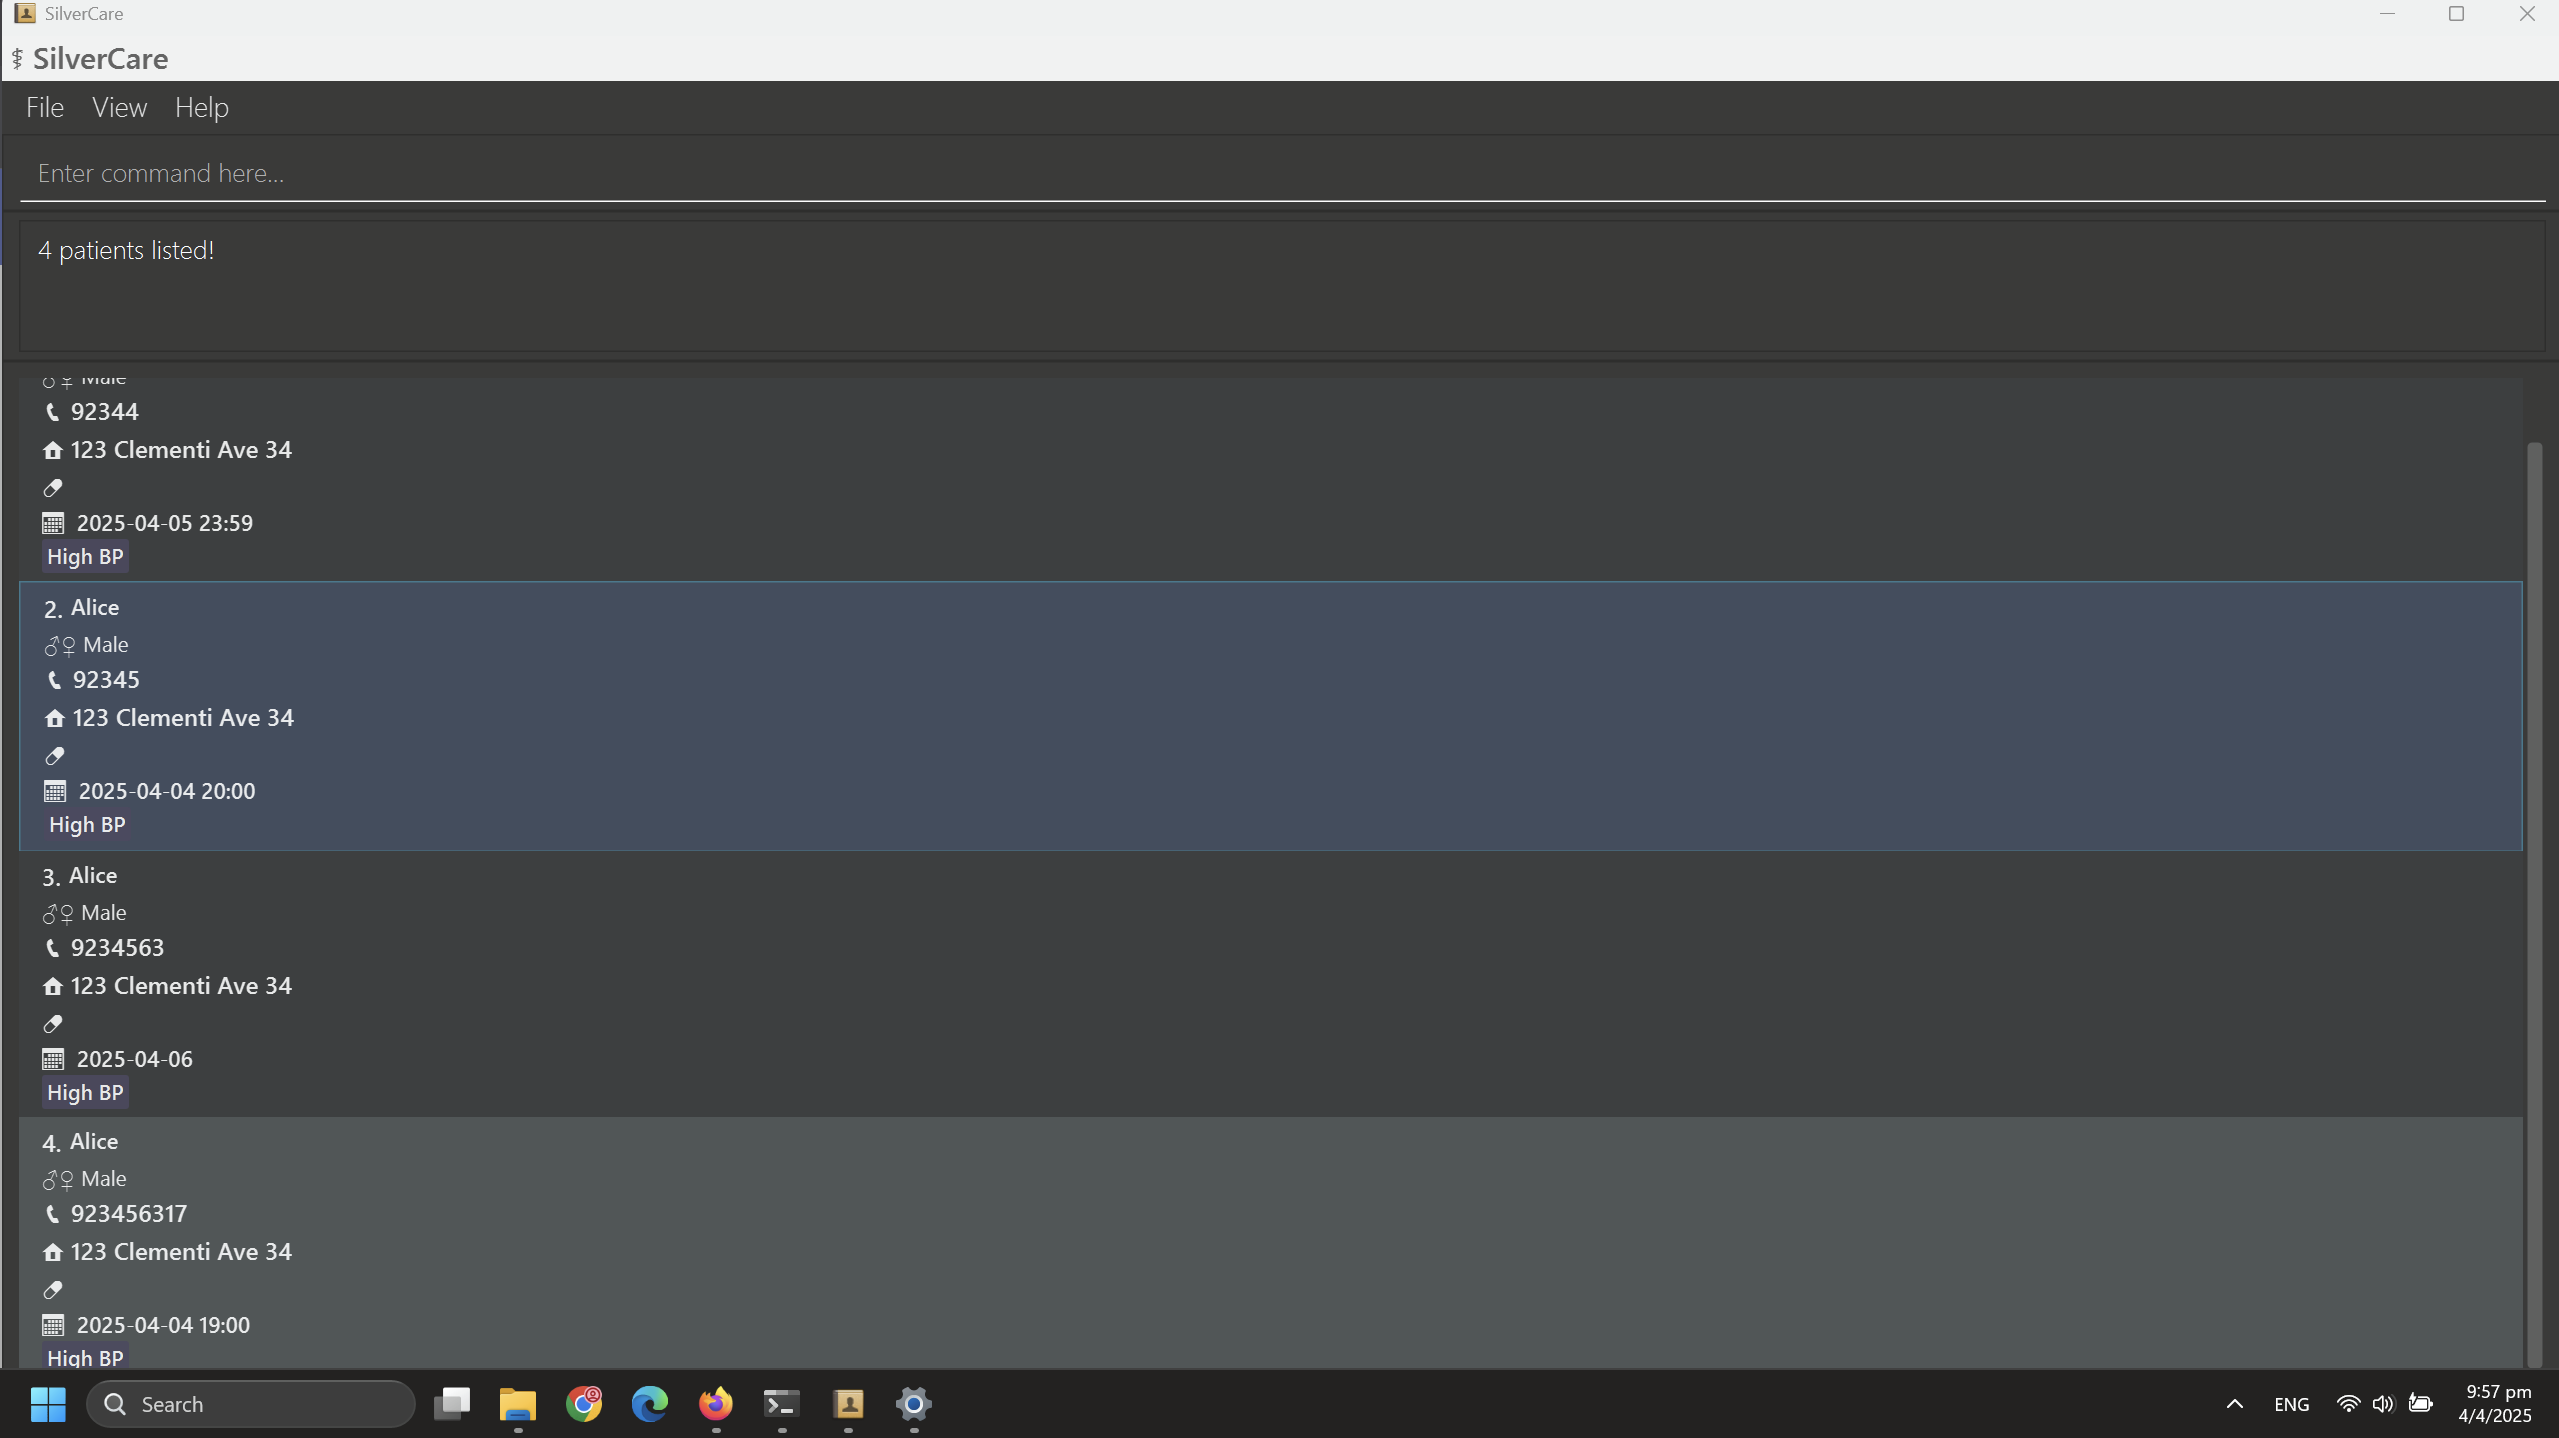 SilverCare
SilverCare
File View Help
Enter command here...
4 patients listed!
Male
92344
123 Clementi Ave 34
2025-04-05 23:59
High BP
2. Alice
Male
92345
123 Clementi Ave 34
2025-04-04 20:00
High BP
3. Alice
Male
9234563
123 Clementi Ave 34
2025-04-06
High BP
4. Alice
Male
923456317
123 Clementi Ave 34
2025-04-04 19:00
High BP
Search
ENG
9:57 pm
4/4/2025